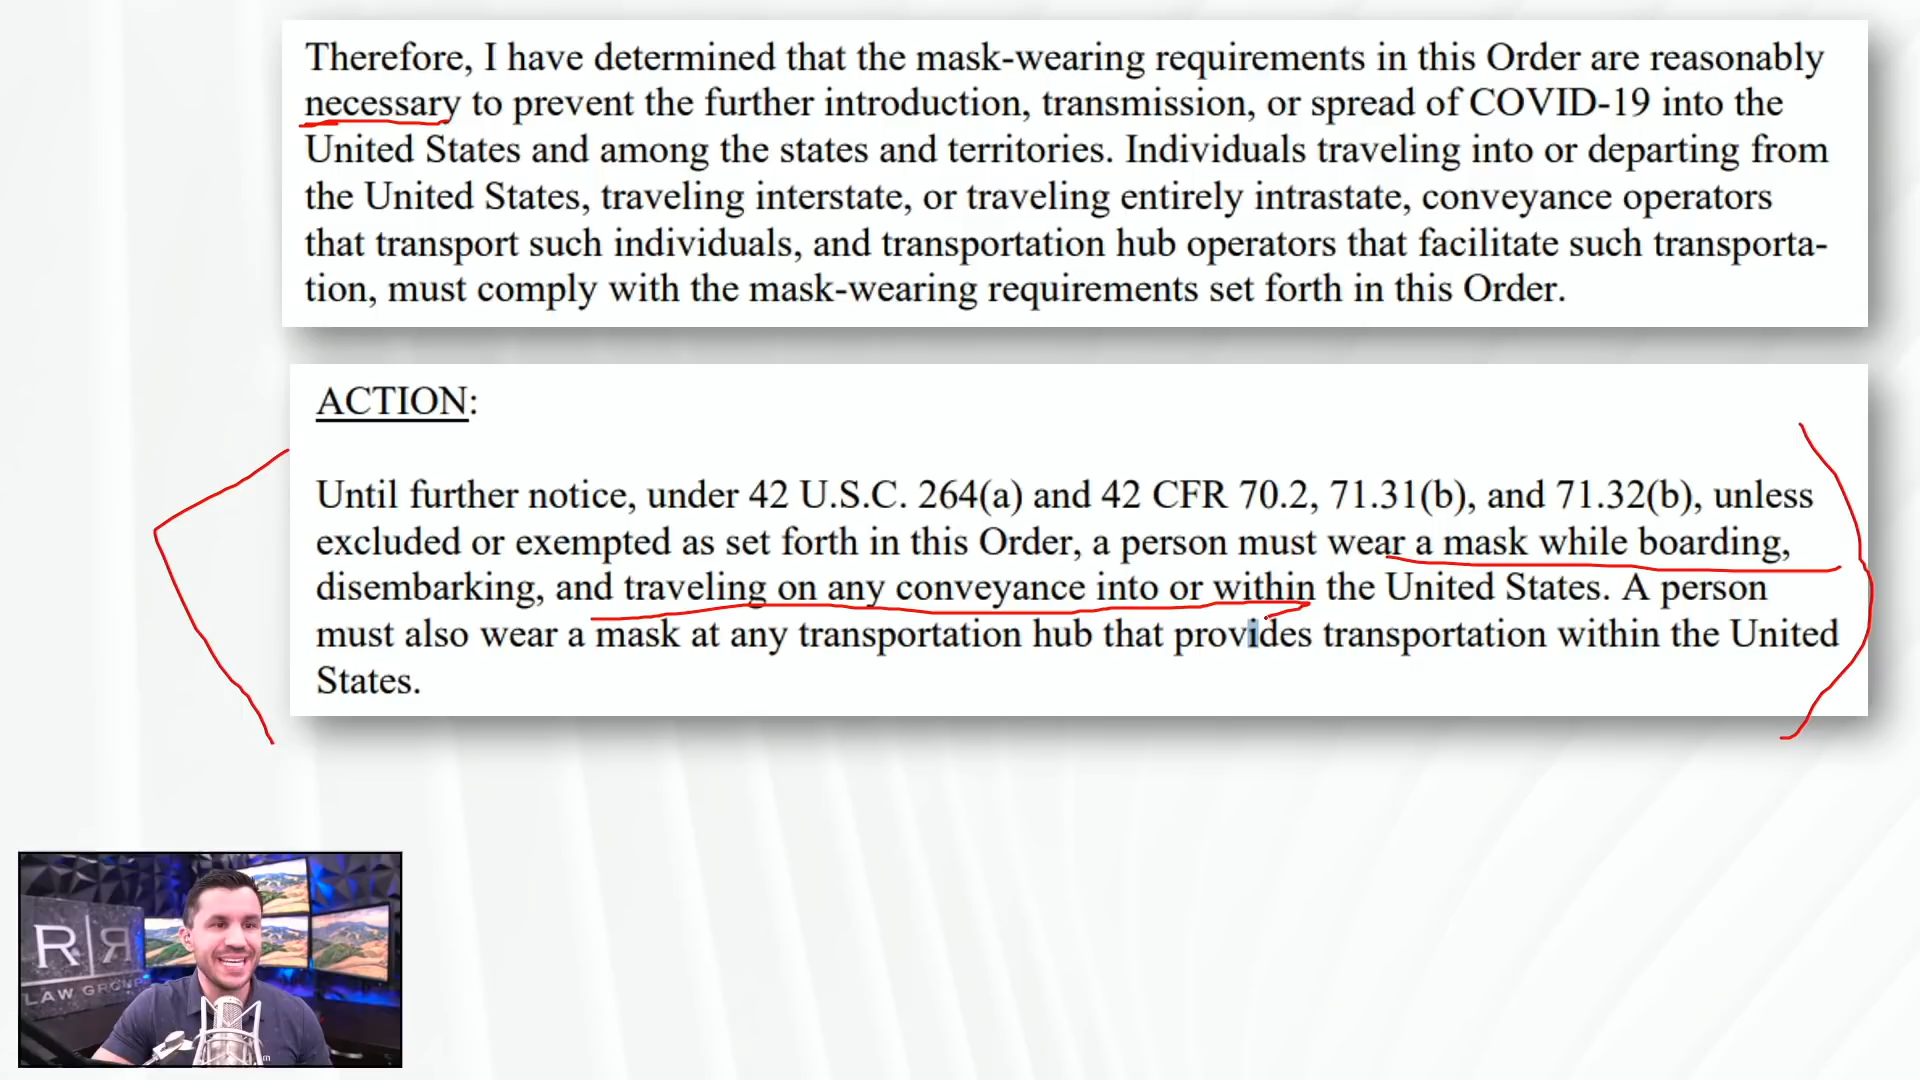 Therefore, I have determined that the mask-wearing requirements in this Order are reasonably
necessary to prevent the further introduction, transmission, or spread of COVID-19 into the
United States and among the states and territories. Individuals traveling into or departing from
the United States, traveling interstate, or traveling entirely intrastate, conveyance operators
that transport such individuals, and transportation hub operators that facilitate such transporta-
tion, must comply with the mask-wearing requirements set forth in this Order.
ACTION:
Until further notice, under 42 U.S.C. 264(a) and 42 CFR 70.2, 71.31(b), and 71.32(b), unless
excluded or exempted as set forth in this Order, a person must wear a mask while boarding,
disembarking, and traveling on any conveyance into or within the United States. A person
must also wear a mask at any transportation hub that provides transportation within the United
States.
R|R
LAW GROUP